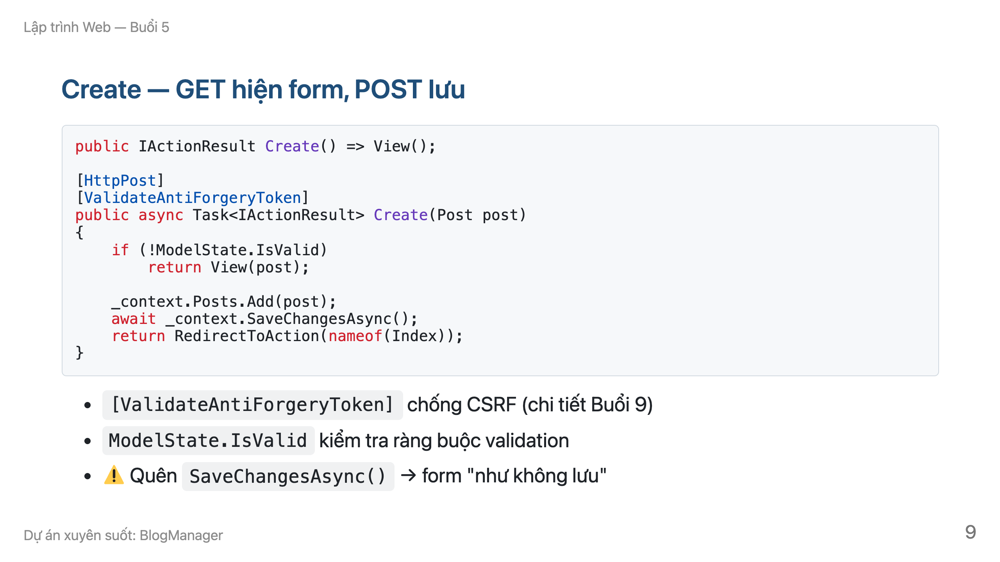 Lập trình Web — Buổi 5
Create — GET hiện form, POST lưu
public IActionResult Create() => View();
[HttpPost]
[ValidateAntiForgeryToken]
public async Task<IActionResult> Create(Post post)
{
    if (!ModelState.IsValid)
        return View(post);
    _context.Posts.Add(post);
    await _context.SaveChangesAsync();
    return RedirectToAction(nameof(Index));
}
• [ValidateAntiForgeryToken] chống CSRF (chi tiết Buổi 9)
• ModelState.IsValid kiểm tra ràng buộc validation
• ⚠️ Quên SaveChangesAsync() → form "như không lưu"
Dự án xuyên suốt: BlogManager
9